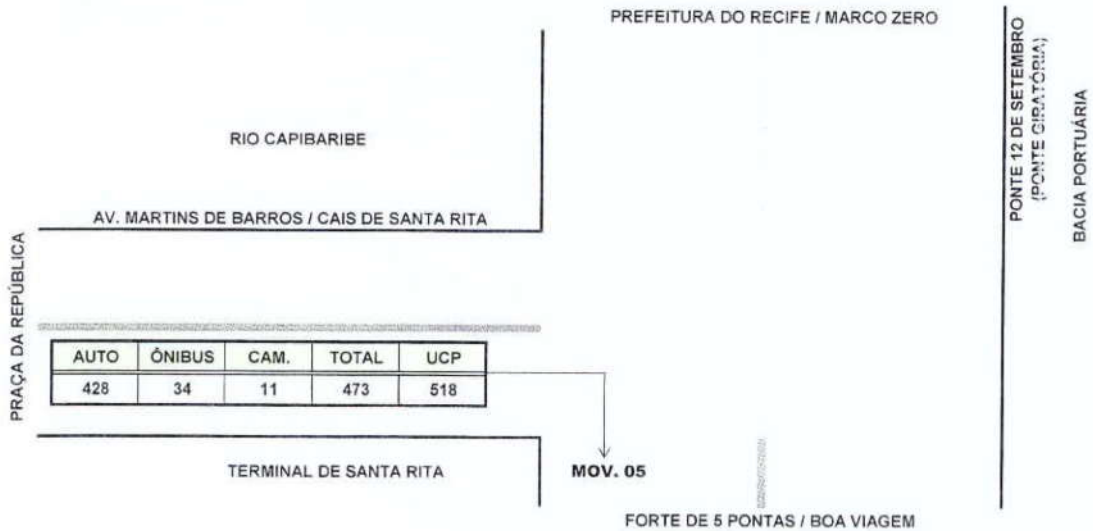 PREFEITURA DO RECIFE / MARCO ZERO
PONTE 12 DE SETEMBRO
(PONTE GIRATÓRIA)
BACIA PORTUÁRIA
RIO CAPIBARIBE
AV. MARTINS DE BARROS / CAIS DE SANTA RITA
PRAÇA DA REPÚBLICA
AUTO ÔNIBUS CAM. TOTAL UCP
428 34 11 473 518
TERMINAL DE SANTA RITA
MOV. 05
FORTE DE 5 PONTAS / BOA VIAGEM